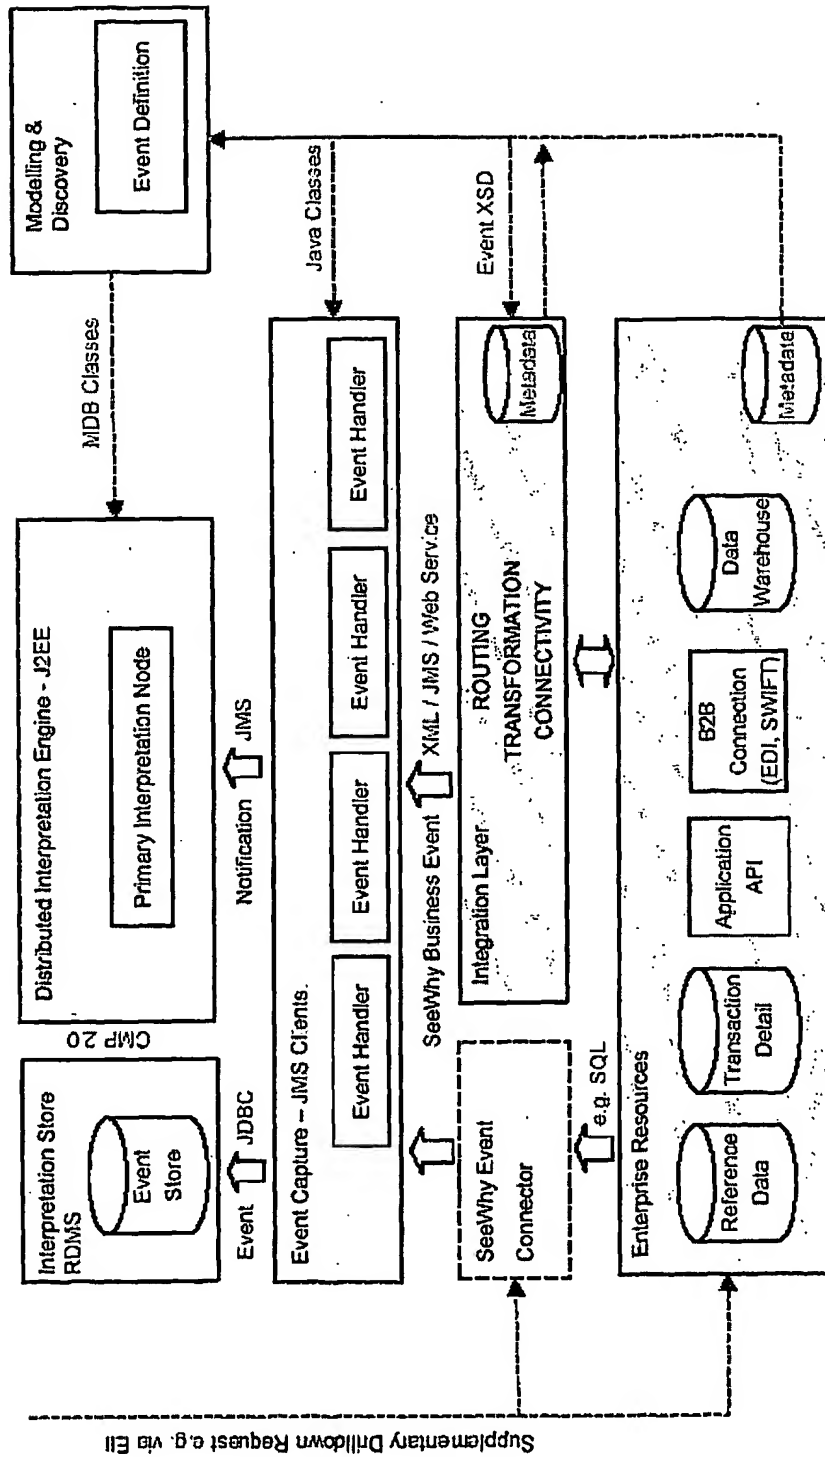 Supplementary Drilldown Request e.g. via EII
Interpretation Store
RDMS
Event
Store
CMP 2.0
Distributed Interpretation Engine - J2EE
Primary Interpretation Node
MDB Classes
Modelling &
Discovery
Event Definition
Event
JDBC
Notification
JMS
Java Classes
Event Capture – JMS Clients.
Event Handler
Event Handler
Event Handler
Event Handler
SeeWhy Business Event
XML / JMS / Web Service
Event XSD
SeeWhy Event
Connector
Integration Layer
ROUTING
TRANSFORMATION
CONNECTIVITY
Metadata
e.g. SQL
Enterprise Resources
Reference
Data
Transaction
Detail
Application
API
B2B
Connection
(EDI, SWIFT)
Data
Warehouse
Metadate